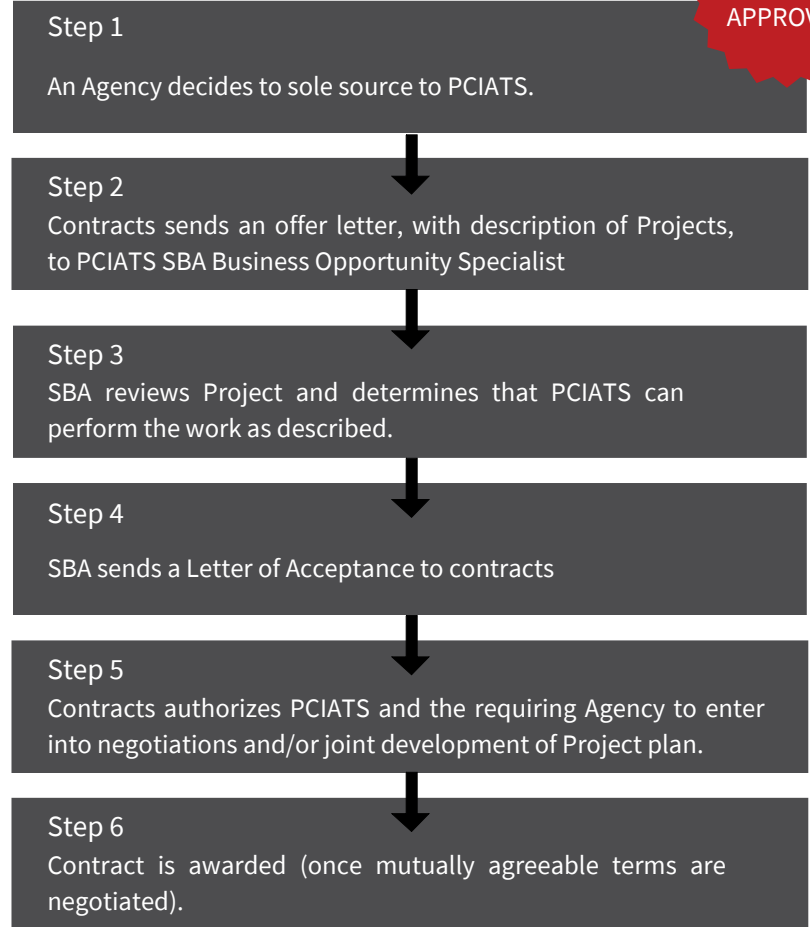 APPROV
Step 1
An Agency decides to sole source to PCIATS.
Step 2
Contracts sends an offer letter, with description of Projects,
to PCIATS SBA Business Opportunity Specialist
Step 3
SBA reviews Project and determines that PCIATS can
perform the work as described.
Step 4
SBA sends a Letter of Acceptance to contracts
Step 5
Contracts authorizes PCIATS and the requiring Agency to enter
into negotiations and/or joint development of Project plan.
Step 6
Contract is awarded (once mutually agreeable terms are
negotiated).